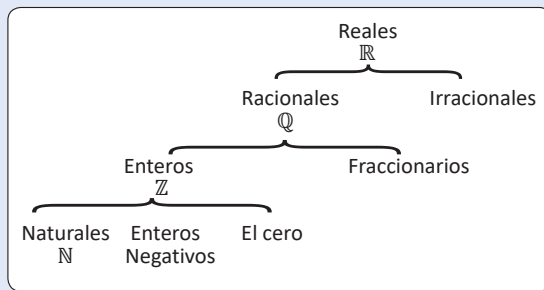 Reales
ℝ
Racionales Irracionales
ℚ
Enteros Fraccionarios
ℤ
Naturales Enteros El cero
ℕ Negativos